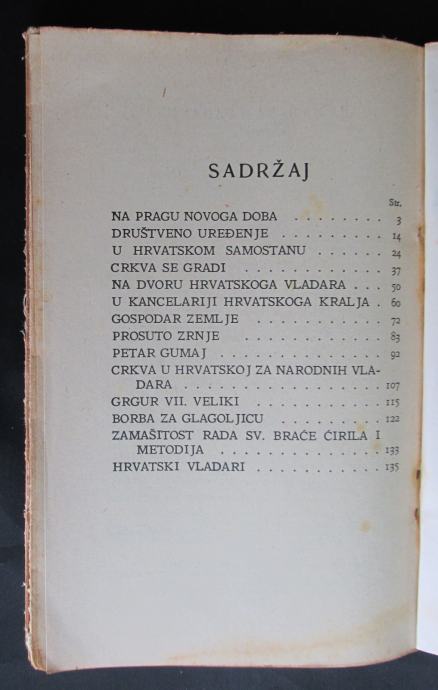 SADRŽAJ
Str.
NA PRAGU NOVOGA DOBA . . . . . . . . 3
DRUŠTVENO UREĐENJE . . . . . . . . . 14
U HRVATSKOM SAMOSTANU . . . . . . 24
CRKVA SE GRADI . . . . . . . . . . . . 37
NA DVORU HRVATSKOGA VLADARA . . . 50
U KANCELARIJI HRVATSKOGA KRALJA . 60
GOSPODAR ZEMLJE . . . . . . . . . . . 72
PROSUTO ZRNJE . . . . . . . . . . . 83
PETAR GUMAJ . . . . . . . . . . . . . . 92
CRKVA U HRVATSKOJ ZA NARODNIH VLA-
DARA . . . . . . . . . . . . . . . . . 107
GRGUR VII. VELIKI . . . . . . . . . . . 115
BORBA ZA GLAGOLJICU . . . . . . . . . 122
ZAMAŠITOST RADA SV. BRAĆE ĆIRILA I
METODIJA . . . . . . . . . . . . . . 133
HRVATSKI VLADARI . . . . . . . . . . . 135